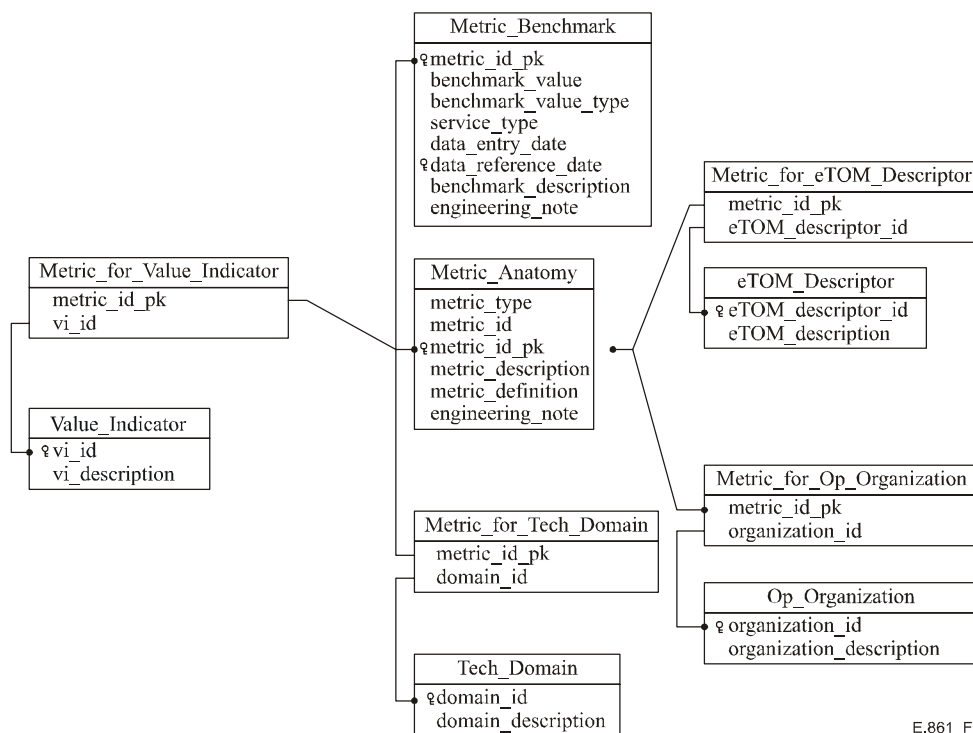 Metric_Benchmark
metric_id_pk
benchmark_value
benchmark_value_type
service_type
data_entry_date
data_reference_date
benchmark_description
engineering_note
Metric_for_eTOM_Descriptor
metric_id_pk
eTOM_descriptor_id
Metric_for_Value_Indicator
metric_id_pk
vi_id
Metric_Anatomy
metric_type
metric_id
metric_id_pk
metric_description
metric_definition
engineering_note
eTOM_Descriptor
eTOM_descriptor_id
eTOM_description
Value_Indicator
vi_id
vi_description
Metric_for_Op_Organization
metric_id_pk
organization_id
Metric_for_Tech_Domain
metric_id_pk
domain_id
Op_Organization
organization_id
organization_description
Tech_Domain
domain_id
domain_description
E.861_F